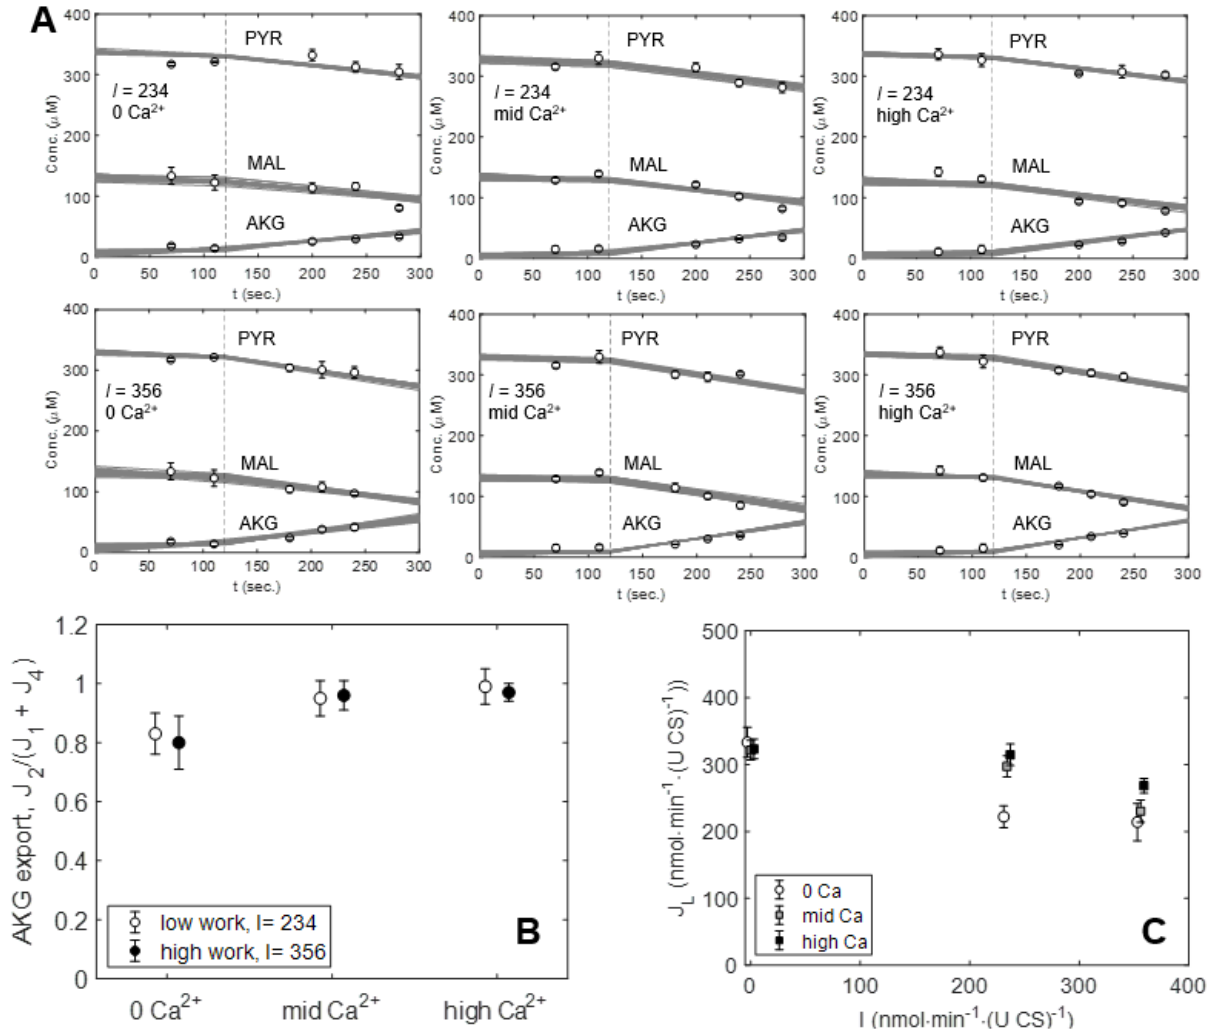 A
Conc. (μM)
400
300
200
100
0
PYR
I = 234
0 Ca²⁺
MAL
AKG
0 50 100 150 200 250 300
t (sec.)
Conc. (μM)
400
300
200
100
0
PYR
I = 234
mid Ca²⁺
MAL
AKG
0 50 100 150 200 250 300
t (sec.)
Conc. (μM)
400
300
200
100
0
PYR
I = 234
high Ca²⁺
MAL
AKG
0 50 100 150 200 250 300
t (sec.)
Conc. (μM)
400
300
200
100
0
PYR
I = 356
0 Ca²⁺
MAL
AKG
0 50 100 150 200 250 300
t (sec.)
Conc. (μM)
400
300
200
100
0
PYR
I = 356
mid Ca²⁺
MAL
AKG
0 50 100 150 200 250 300
t (sec.)
Conc. (μM)
400
300
200
100
0
PYR
I = 356
high Ca²⁺
MAL
AKG
0 50 100 150 200 250 300
t (sec.)
AKG export, J₂/(J₁ + J₄)
1.2
1
0.8
0.6
0.4
0.2
0
low work, I= 234
high work, I= 356
B
0 Ca²⁺ mid Ca²⁺ high Ca²⁺
J_L (nmol·min⁻¹·(U CS)⁻¹))
500
400
300
200
100
0
0 Ca
mid Ca
high Ca
C
0 100 200 300 400
I (nmol·min⁻¹·(U CS)⁻¹)